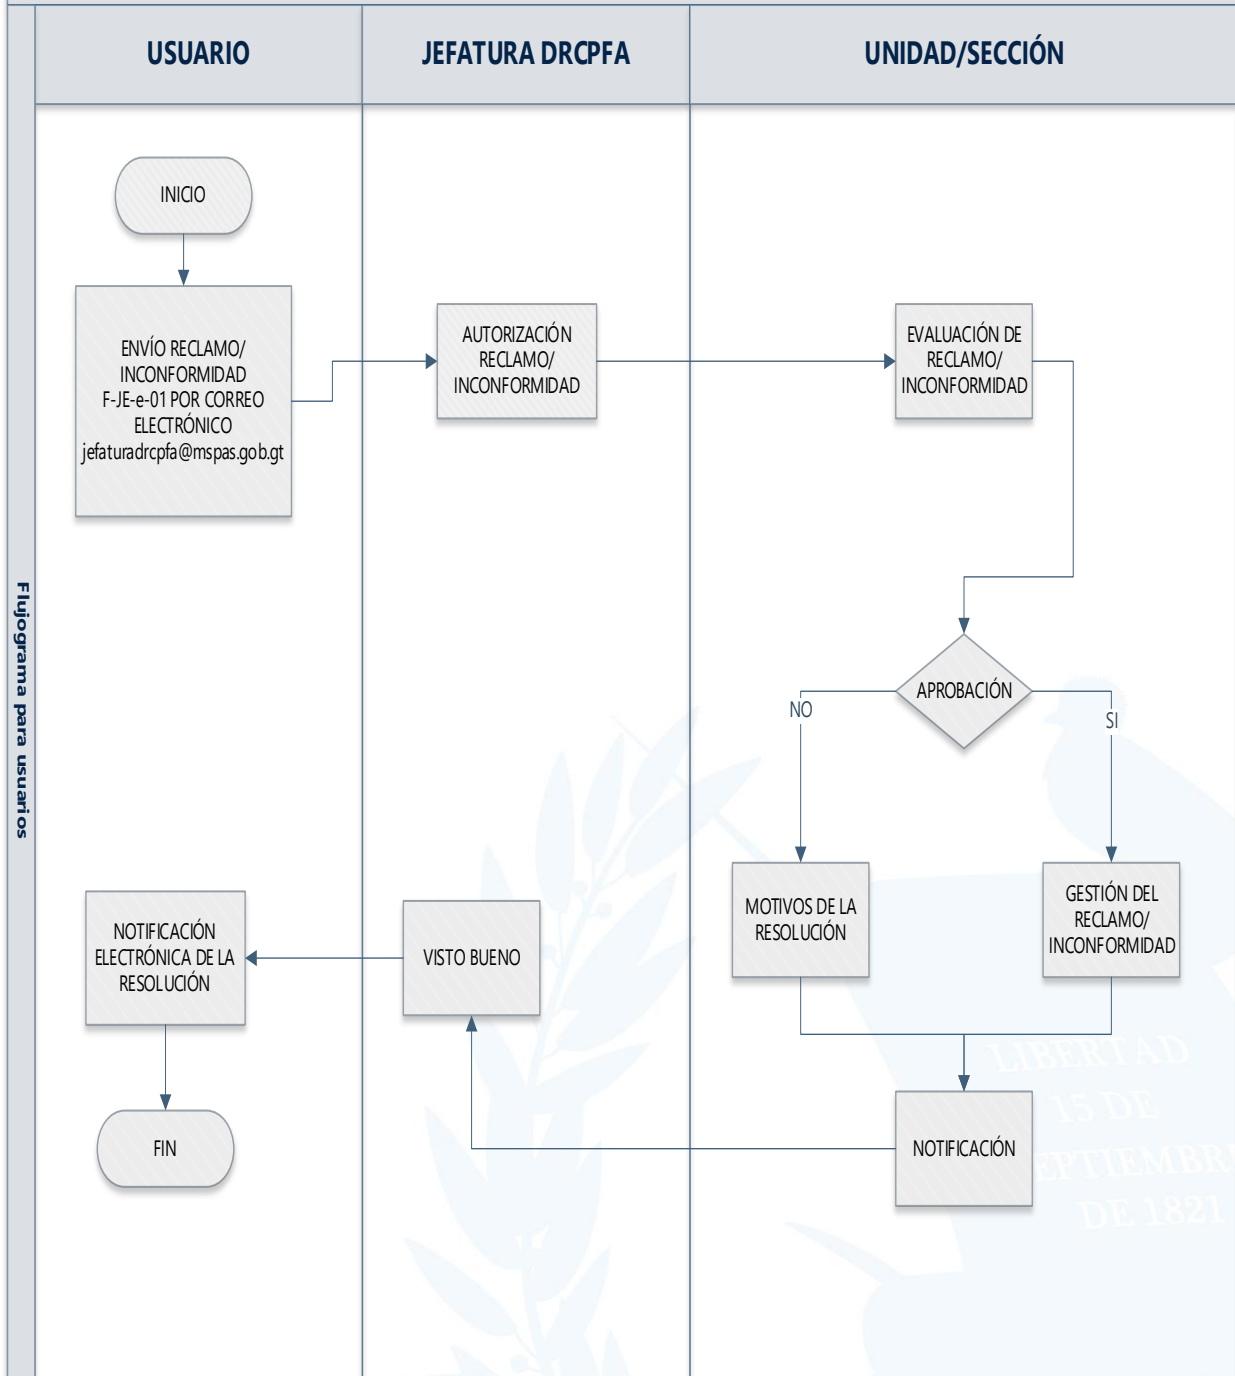 USUARIO
JEFATURA DRCPFA
UNIDAD/SECCIÓN
Flujograma para usuarios
INICIO
ENVÍO RECLAMO/
INCONFORMIDAD
F-JE-e-01 POR CORREO
ELECTRÓNICO
jefaturadrcpfa@mspas.gob.gt
AUTORIZACIÓN
RECLAMO/
INCONFORMIDAD
EVALUACIÓN DE
RECLAMO/
INCONFORMIDAD
APROBACIÓN
NO
SI
MOTIVOS DE LA
RESOLUCIÓN
GESTIÓN DEL
RECLAMO/
INCONFORMIDAD
NOTIFICACIÓN
VISTO BUENO
NOTIFICACIÓN
ELECTRÓNICA DE LA
RESOLUCIÓN
FIN
LIBERTAD
15 DE
EPTIEMBRE
DE 1821